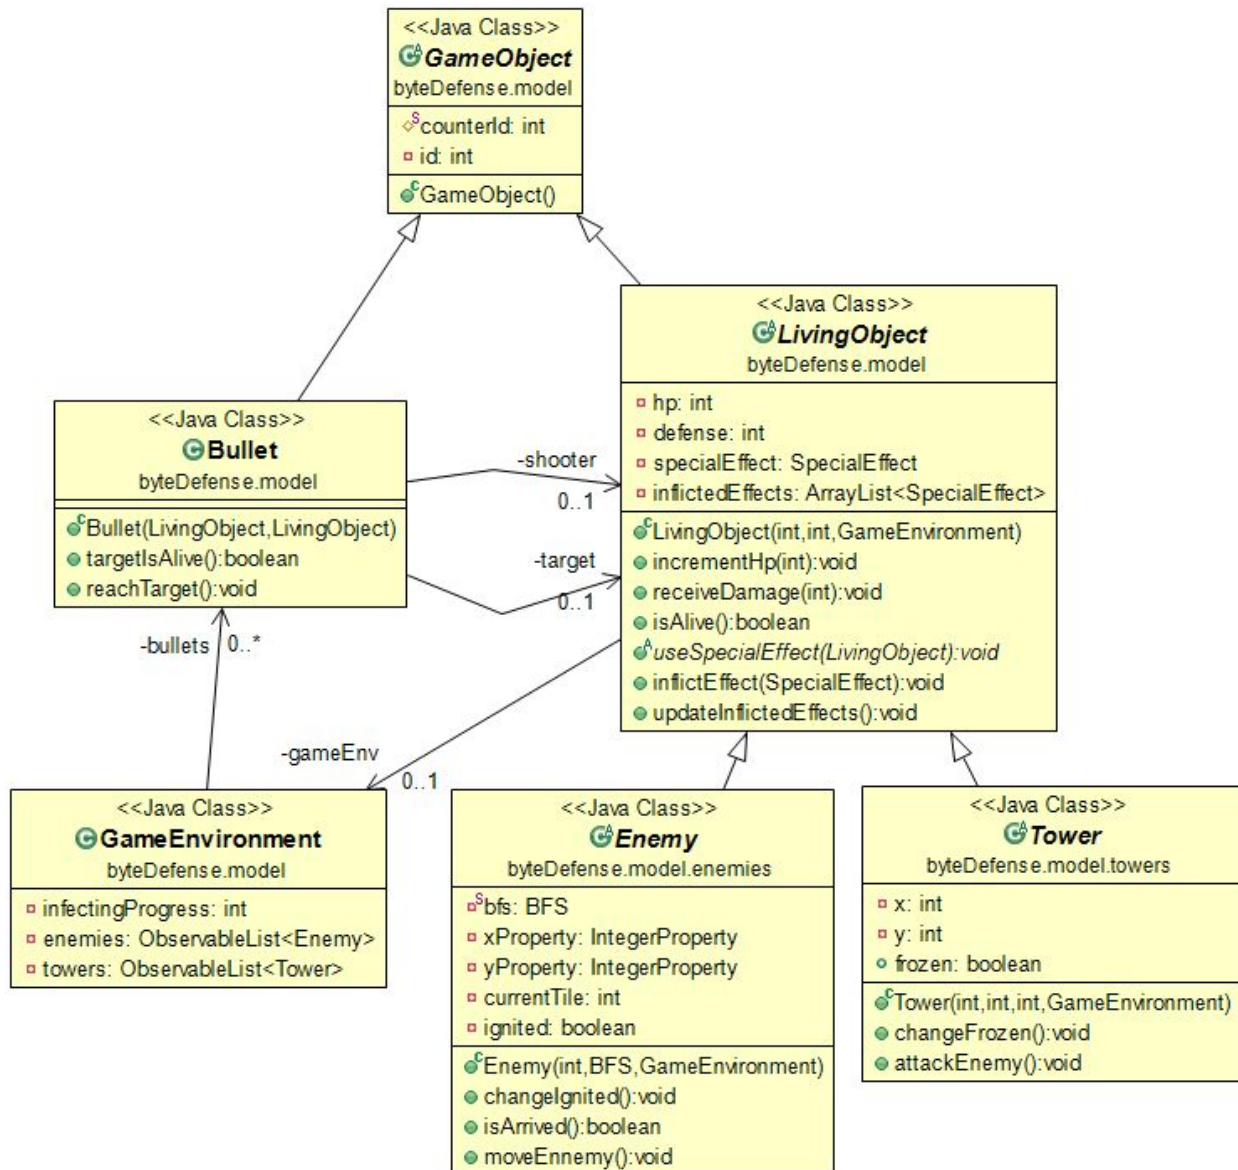 <<Java Class>>
GameObject
byteDefense.model
counterId: int
id: int
GameObject()
<<Java Class>>
LivingObject
byteDefense.model
hp: int
defense: int
specialEffect: SpecialEffect
inflictedEffects: ArrayList<SpecialEffect>
LivingObject(int,int,GameEnvironment)
incrementHp(int):void
receiveDamage(int):void
isAlive():boolean
useSpecialEffect(LivingObject):void
inflictEffect(SpecialEffect):void
updateInflictedEffects():void
<<Java Class>>
Bullet
byteDefense.model
Bullet(LivingObject,LivingObject)
targetIsAlive():boolean
reachTarget():void
-shooter
0..1
-target
0..1
-bullets
0..*
-gameEnv
0..1
<<Java Class>>
GameEnvironment
byteDefense.model
infectingProgress: int
enemies: ObservableList<Enemy>
towers: ObservableList<Tower>
<<Java Class>>
Enemy
byteDefense.model.enemies
bfs: BFS
xProperty: IntegerProperty
yProperty: IntegerProperty
currentTile: int
ignited: boolean
Enemy(int,BFS,GameEnvironment)
changeIgnited():void
isArrived():boolean
moveEnnemy():void
<<Java Class>>
Tower
byteDefense.model.towers
x: int
y: int
frozen: boolean
Tower(int,int,int,GameEnvironment)
changeFrozen():void
attackEnemy():void